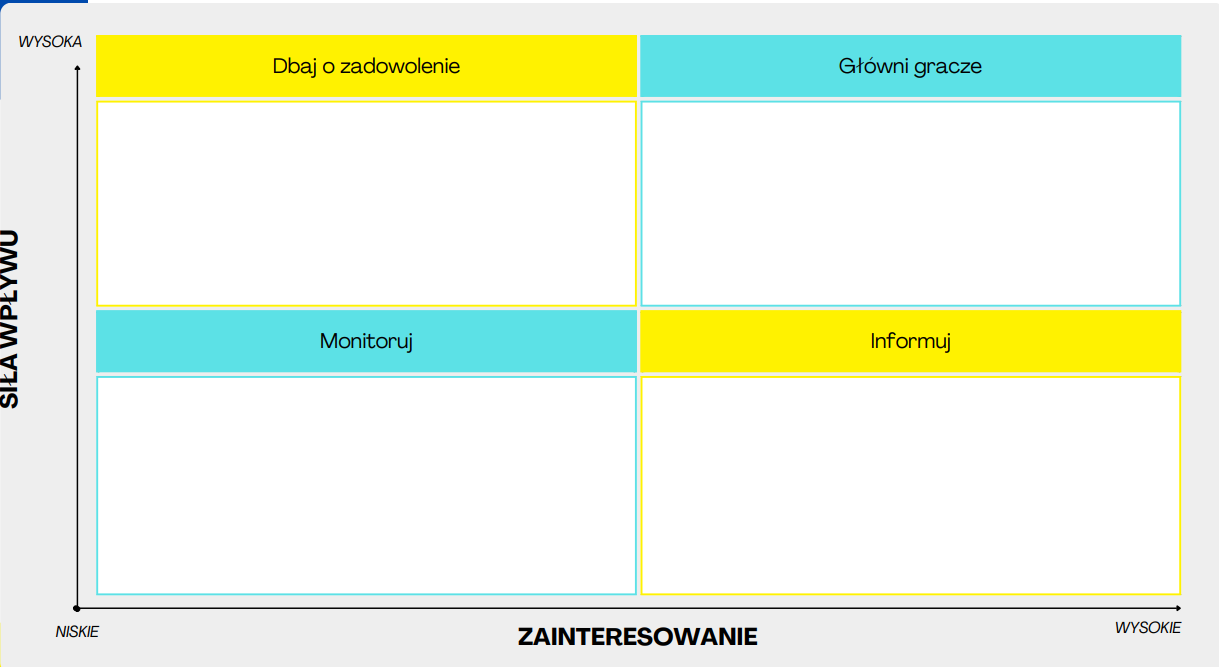 WYSOKA
Dbaj o zadowolenie
Główni gracze
SIŁA WPŁYWU
Monitoruj
Informuj
NISKIE
ZAINTERESOWANIE
WYSOKIE